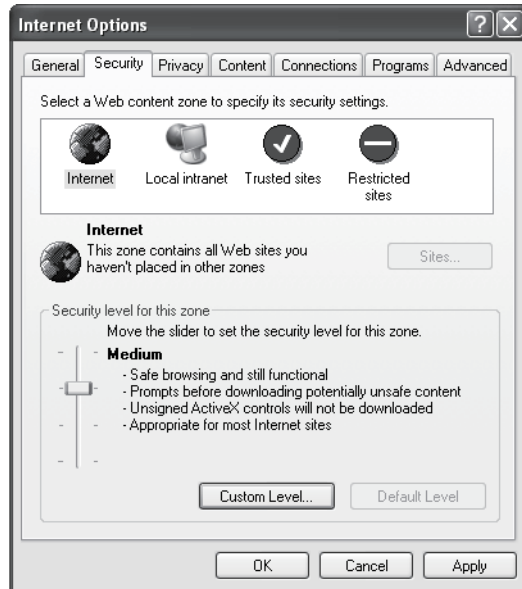 Internet Options
General Security Privacy Content Connections Programs Advanced
Select a Web content zone to specify its security settings.
Internet Local intranet Trusted sites Restricted sites
Internet
This zone contains all Web sites you
haven't placed in other zones
Sites...
Security level for this zone
Move the slider to set the security level for this zone.
Medium
- Safe browsing and still functional
- Prompts before downloading potentially unsafe content
- Unsigned ActiveX controls will not be downloaded
- Appropriate for most Internet sites
Custom Level... Default Level
OK Cancel Apply